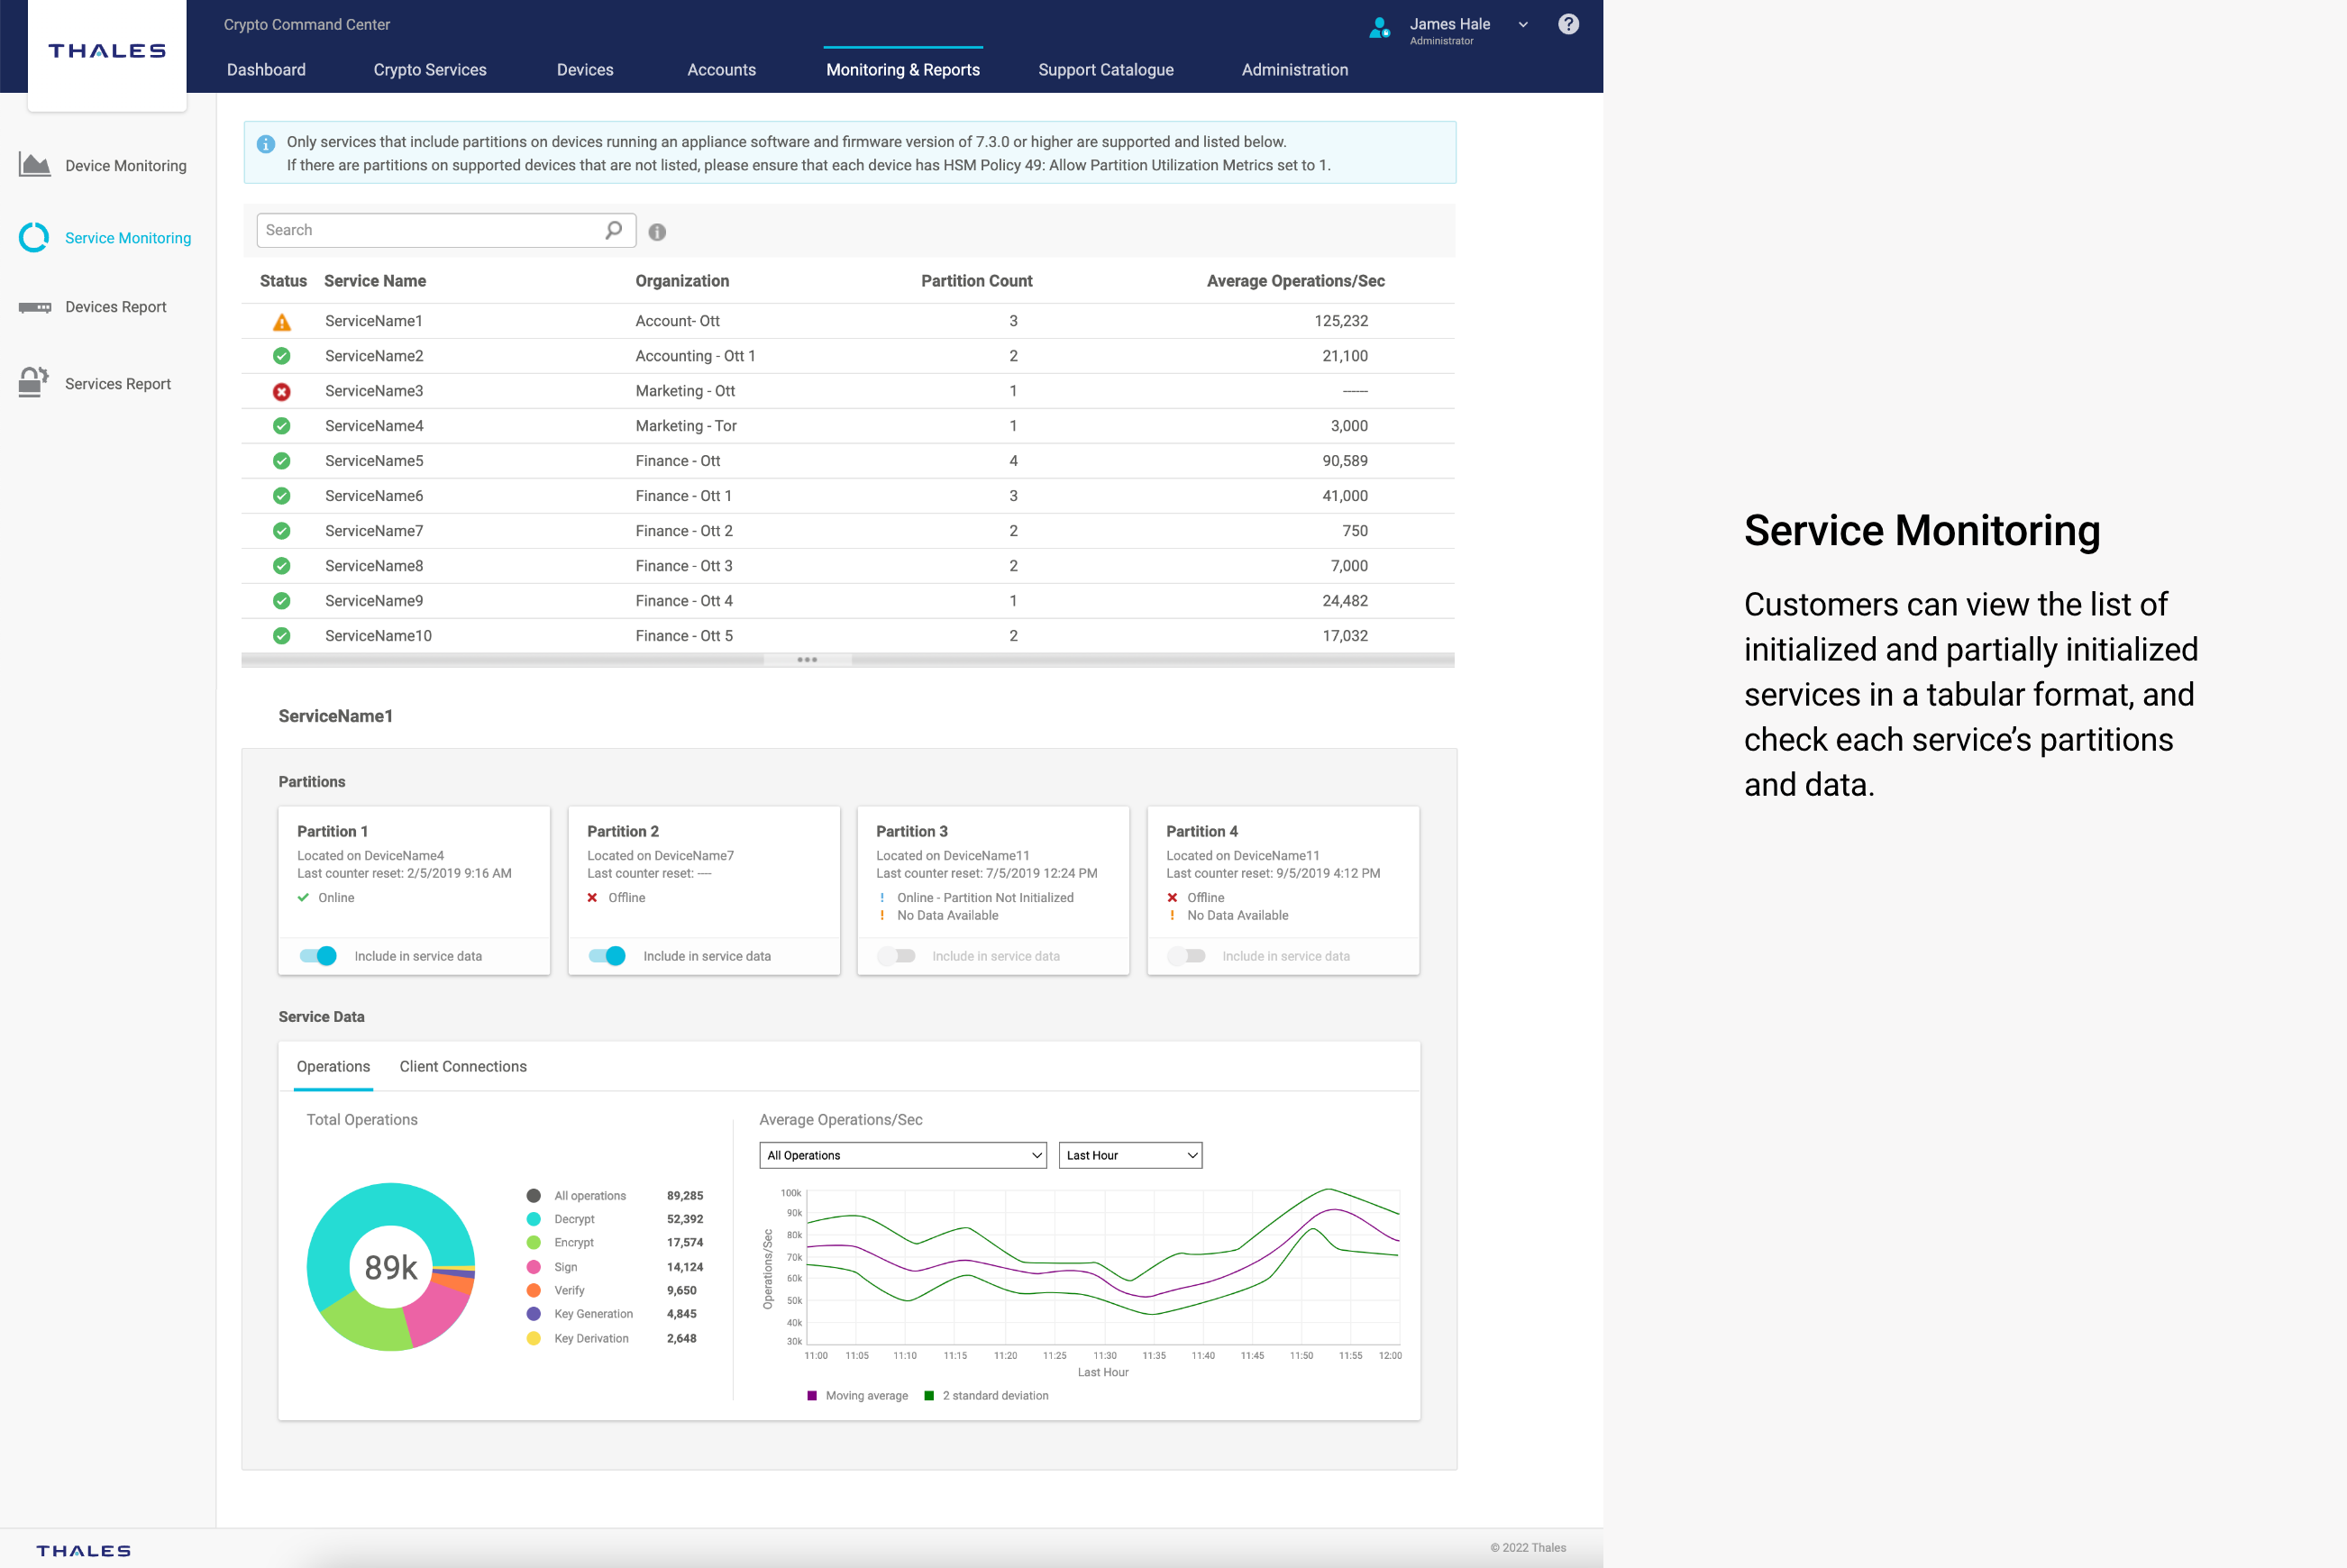 THALES
Crypto Command Center
James Hale
Administrator
?
Dashboard
Crypto Services
Devices
Accounts
Monitoring & Reports
Support Catalogue
Administration
Device Monitoring
Service Monitoring
Devices Report
Services Report
Only services that include partitions on devices running an appliance software and firmware version of 7.3.0 or higher are supported and listed below.
If there are partitions on supported devices that are not listed, please ensure that each device has HSM Policy 49: Allow Partition Utilization Metrics set to 1.
Search
Status Service Name Organization Partition Count Average Operations/Sec
ServiceName1 Account- Ott 3 125,232
ServiceName2 Accounting - Ott 1 2 21,100
ServiceName3 Marketing - Ott 1 ------
ServiceName4 Marketing - Tor 1 3,000
ServiceName5 Finance - Ott 4 90,589
ServiceName6 Finance - Ott 1 3 41,000
ServiceName7 Finance - Ott 2 2 750
ServiceName8 Finance - Ott 3 2 7,000
ServiceName9 Finance - Ott 4 1 24,482
ServiceName10 Finance - Ott 5 2 17,032
ServiceName1
Partitions
Partition 1
Located on DeviceName4
Last counter reset: 2/5/2019 9:16 AM
Online
Include in service data
Partition 2
Located on DeviceName7
Last counter reset: ----
Offline
Include in service data
Partition 3
Located on DeviceName11
Last counter reset: 7/5/2019 12:24 PM
Online - Partition Not Initialized
No Data Available
Include in service data
Partition 4
Located on DeviceName11
Last counter reset: 9/5/2019 4:12 PM
Offline
No Data Available
Include in service data
Service Data
Operations
Client Connections
Total Operations
89k
All operations 89,285
Decrypt 52,392
Encrypt 17,574
Sign 14,124
Verify 9,650
Key Generation 4,845
Key Derivation 2,648
Average Operations/Sec
All Operations
Last Hour
Operations/Sec
100k
90k
80k
70k
60k
50k
40k
30k
11:00 11:05 11:10 11:15 11:20 11:25 11:30 11:35 11:40 11:45 11:50 11:55 12:00
Last Hour
Moving average
2 standard deviation
THALES
© 2022 Thales
Service Monitoring
Customers can view the list of
initialized and partially initialized
services in a tabular format, and
check each service’s partitions
and data.